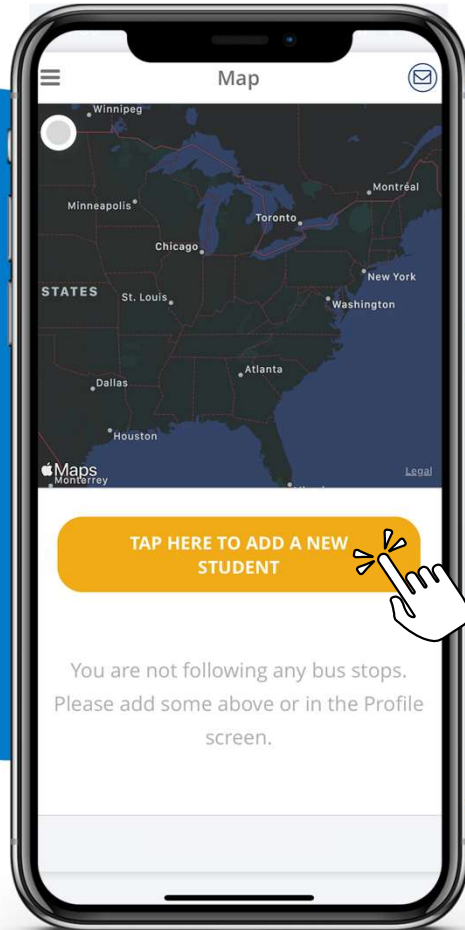 Map
Winnipeg
Montréal
Minneapolis
Toronto
Chicago
New York
STATES
St. Louis
Washington
Atlanta
Dallas
Houston
Maps
Legal
Monterrey
TAP HERE TO ADD A NEW
STUDENT
You are not following any bus stops.
Please add some above or in the Profile
screen.